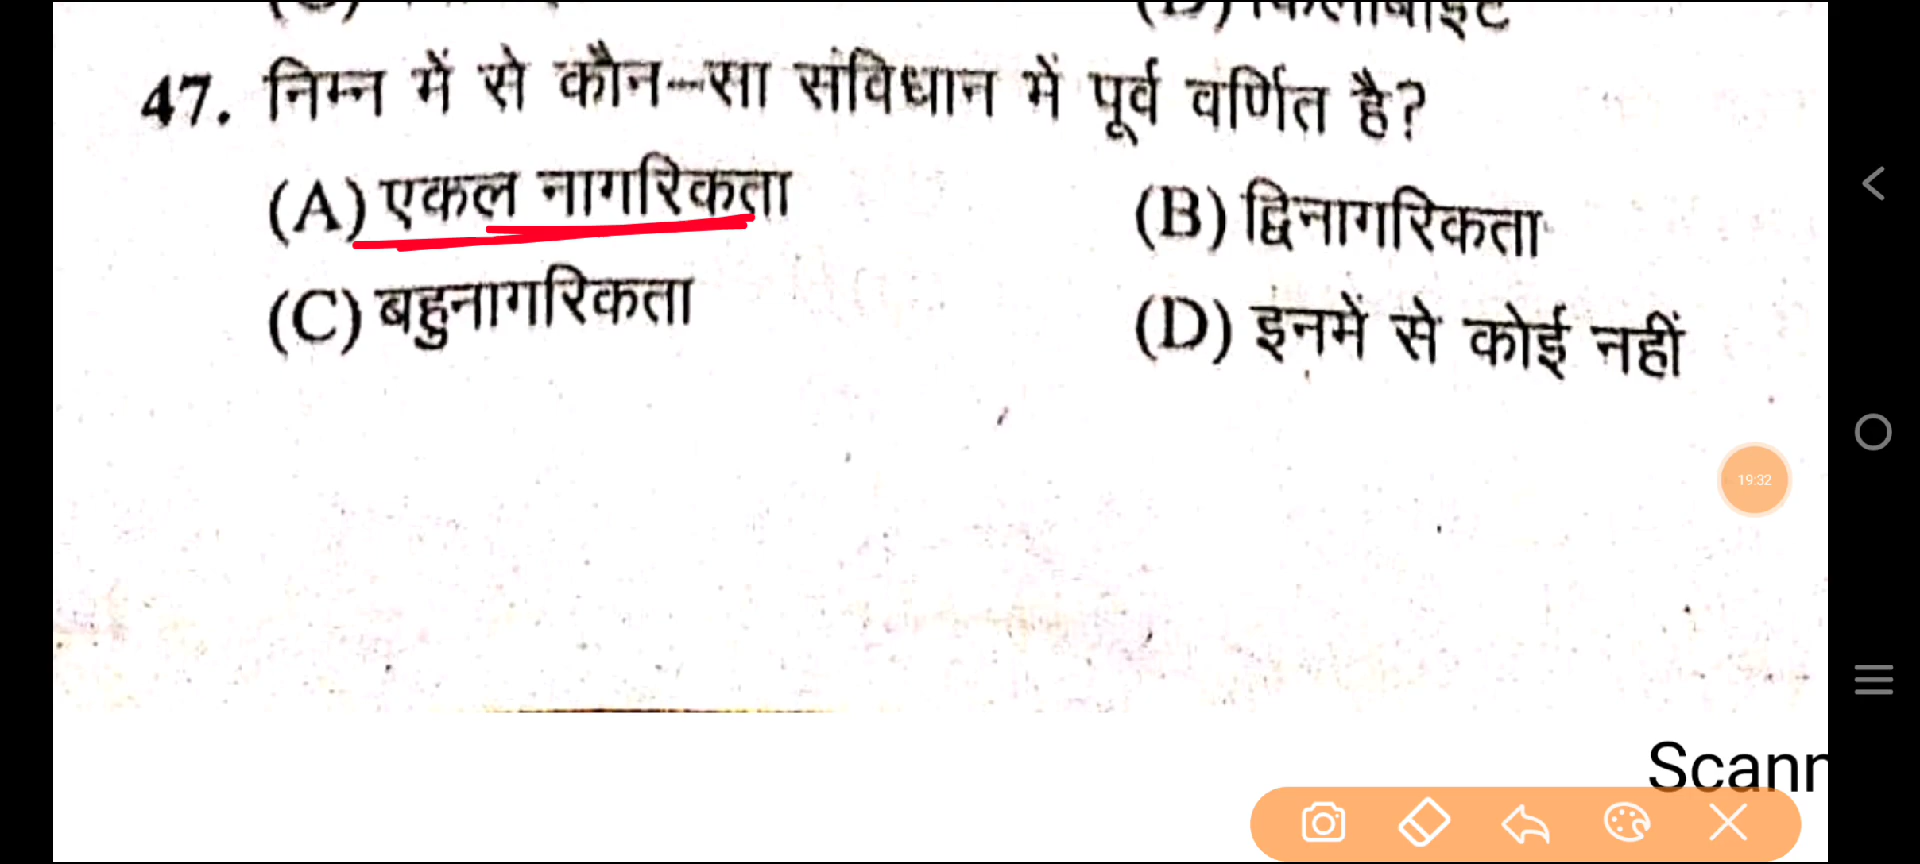 47. निम्न में से कौन-सा संविधान में पूर्व वर्णित है?
(A) एकल नागरिकता (B) द्विनागरिकता
(C) बहुनागरिकता (D) इनमें से कोई नहीं
19:32
Scann